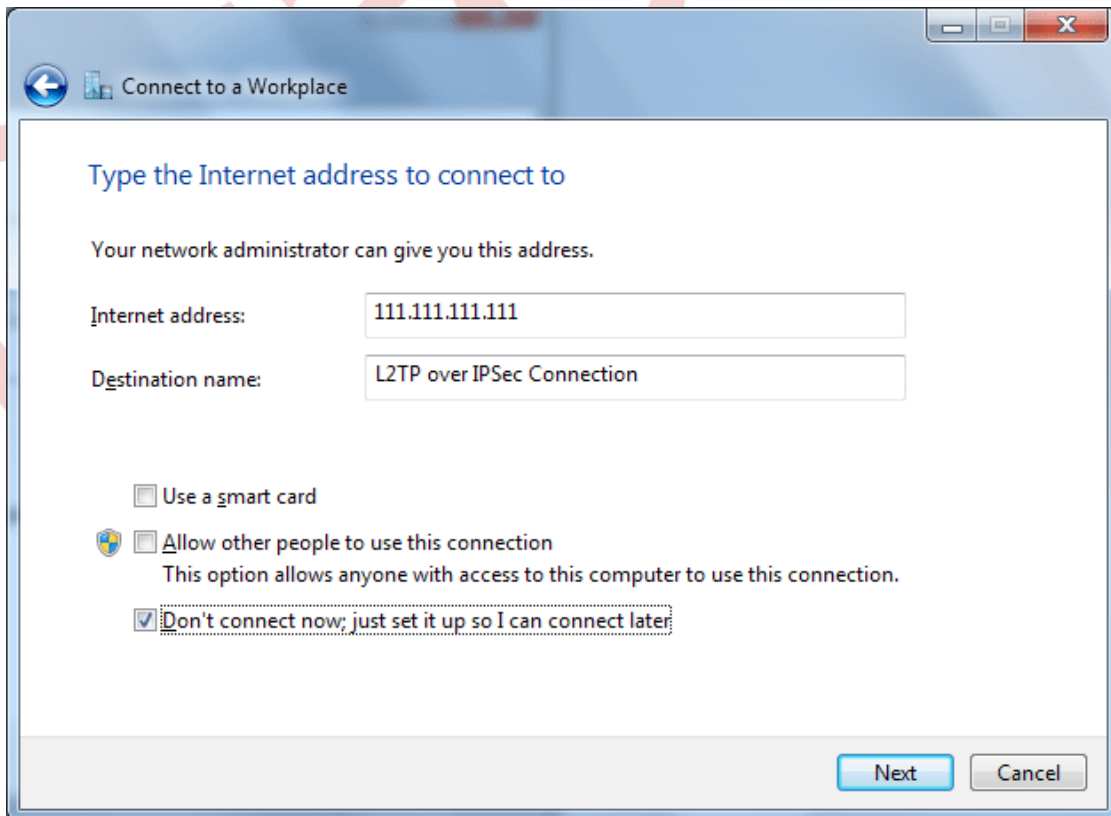 Connect to a Workplace
Type the Internet address to connect to
Your network administrator can give you this address.
Internet address:
111.111.111.111
Destination name:
L2TP over IPSec Connection
Use a smart card
Allow other people to use this connection
This option allows anyone with access to this computer to use this connection.
Don't connect now; just set it up so I can connect later
Next
Cancel